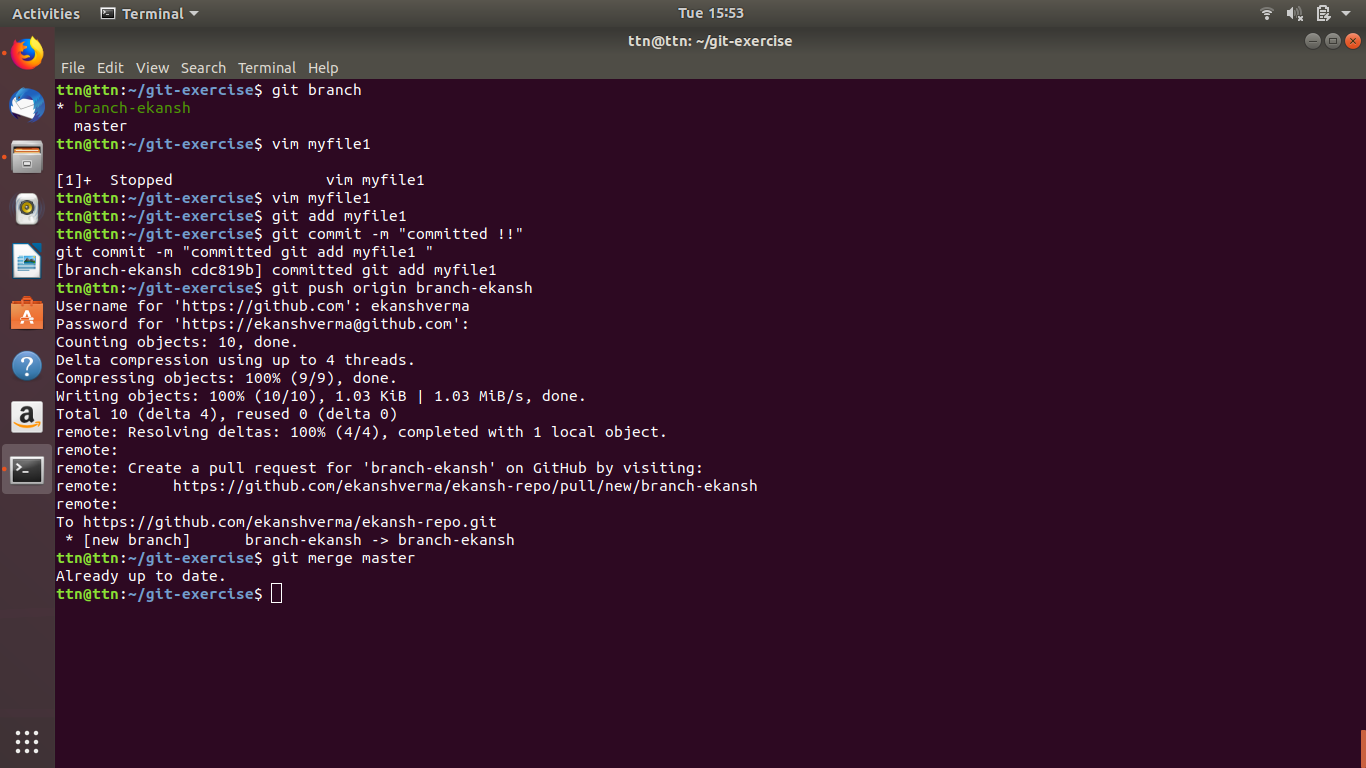 Activities Terminal Tue 15:53
ttn@ttn: ~/git-exercise
File Edit View Search Terminal Help
ttn@ttn:~/git-exercise$ git branch
* branch-ekansh
  master
ttn@ttn:~/git-exercise$ vim myfile1
[1]+  Stopped                 vim myfile1
ttn@ttn:~/git-exercise$ vim myfile1
ttn@ttn:~/git-exercise$ git add myfile1
ttn@ttn:~/git-exercise$ git commit -m "committed !!"
git commit -m "committed git add myfile1 "
[branch-ekansh cdc819b] committed git add myfile1
ttn@ttn:~/git-exercise$ git push origin branch-ekansh
Username for 'https://github.com': ekanshverma
Password for 'https://ekanshverma@github.com':
Counting objects: 10, done.
Delta compression using up to 4 threads.
Compressing objects: 100% (9/9), done.
Writing objects: 100% (10/10), 1.03 KiB | 1.03 MiB/s, done.
Total 10 (delta 4), reused 0 (delta 0)
remote: Resolving deltas: 100% (4/4), completed with 1 local object.
remote:
remote: Create a pull request for 'branch-ekansh' on GitHub by visiting:
remote:      https://github.com/ekanshverma/ekansh-repo/pull/new/branch-ekansh
remote:
To https://github.com/ekanshverma/ekansh-repo.git
 * [new branch]      branch-ekansh -> branch-ekansh
ttn@ttn:~/git-exercise$ git merge master
Already up to date.
ttn@ttn:~/git-exercise$